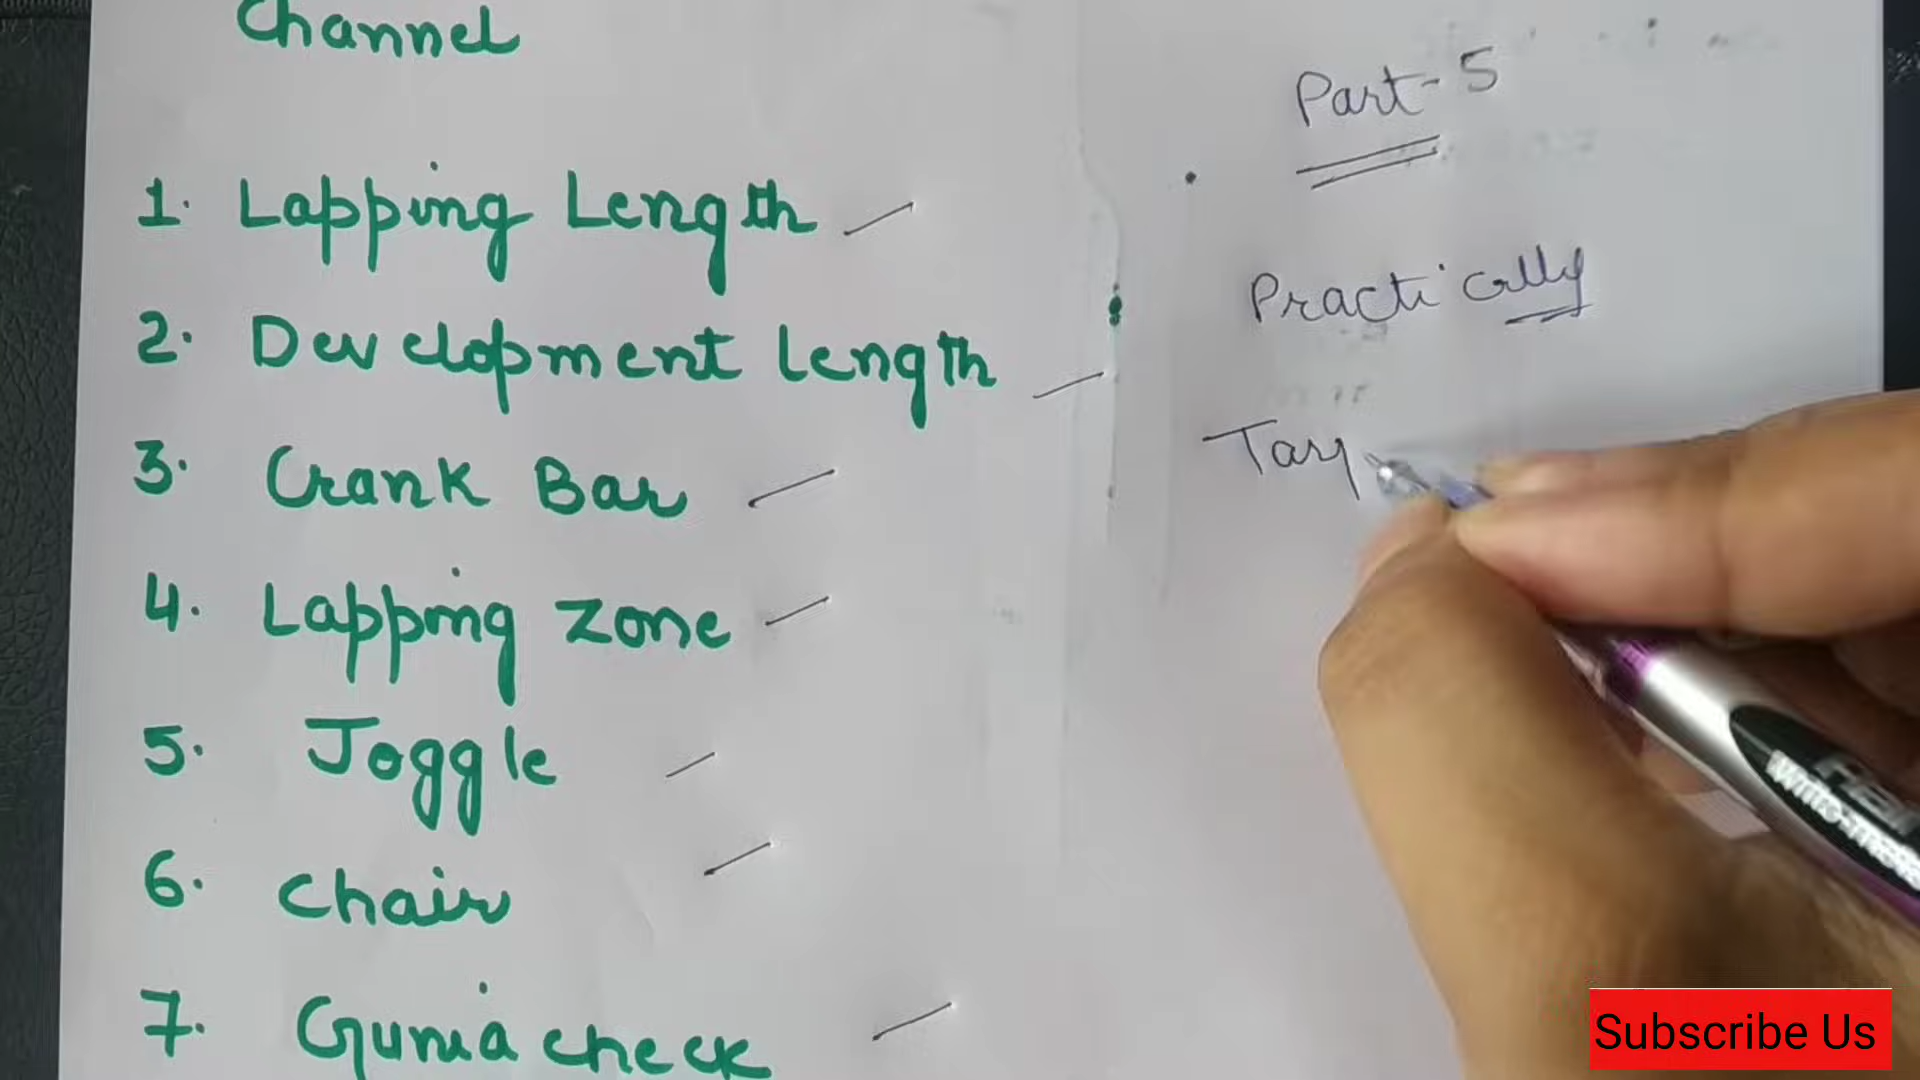 Channel
1. Lapping Length
2. Development Length
3. Crank Bar
4. Lapping Zone
5. Joggle
6. Chair
7. Gunia check
Part-5
Practically
Targ
Subscribe Us